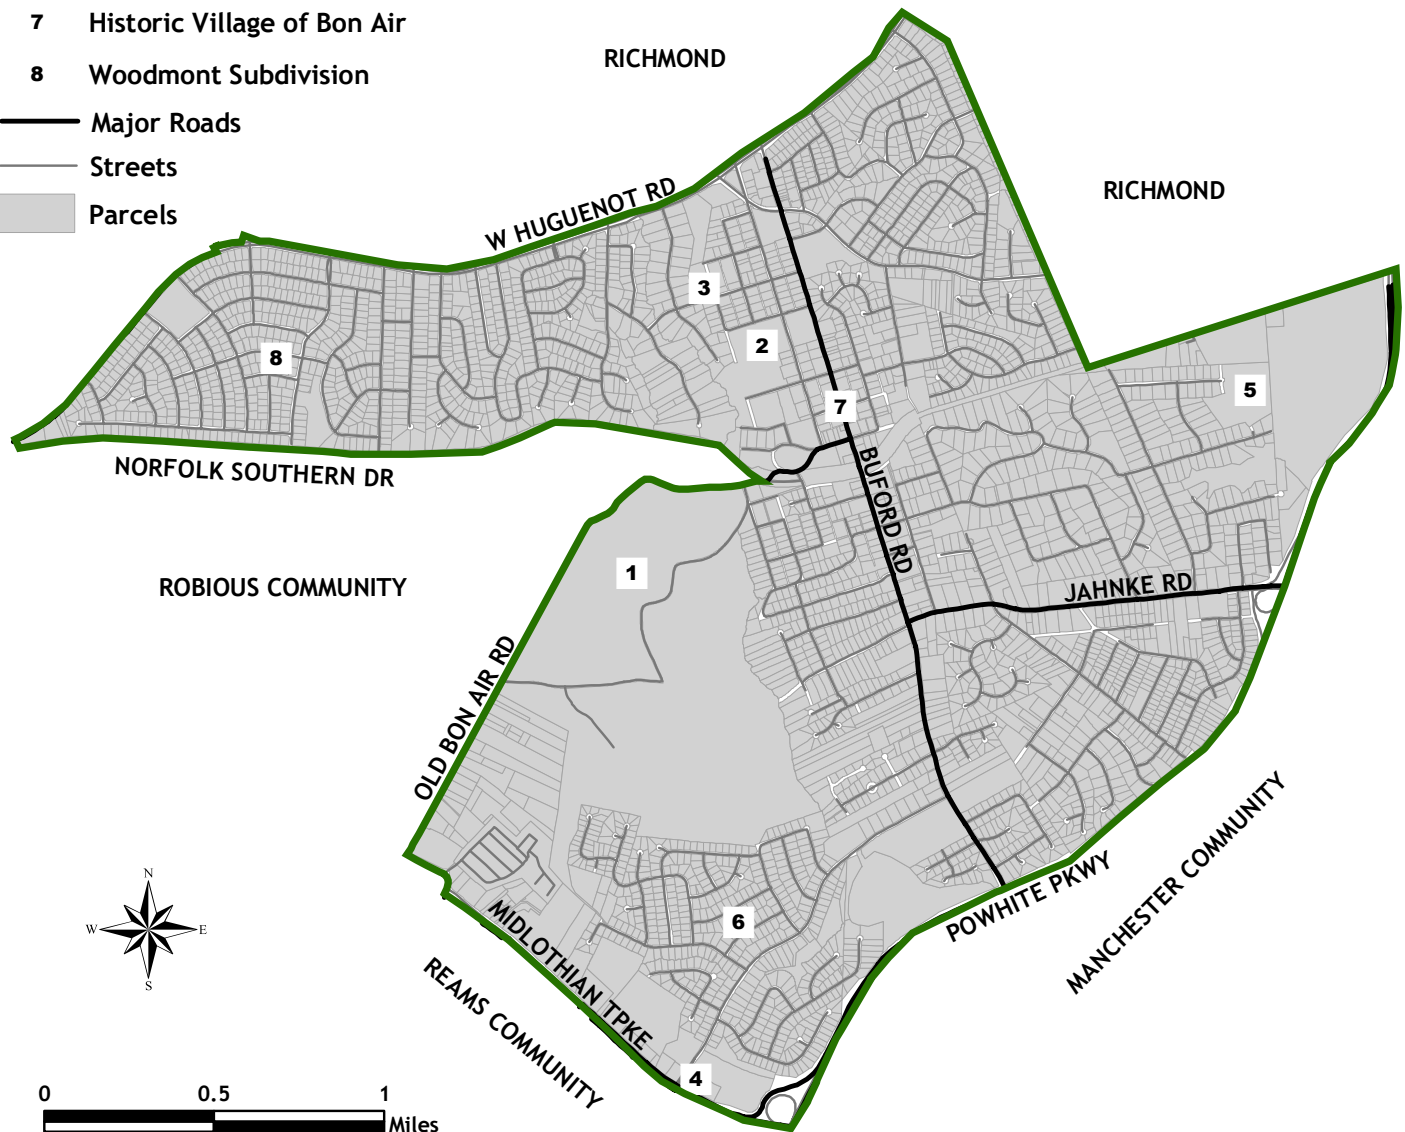 7 Historic Village of Bon Air
8 Woodmont Subdivision
Major Roads
Streets
Parcels
RICHMOND
RICHMOND
W HUGUENOT RD
3
2
8
7
5
NORFOLK SOUTHERN DR
BUFORD RD
1
ROBIOUS COMMUNITY
JAHNKE RD
OLD BON AIR RD
6
MIDLOTHIAN TPKE
POWHITE PKWY
MANCHESTER COMMUNITY
REAMS COMMUNITY
4
N
W E
S
0 0.5 1
Miles